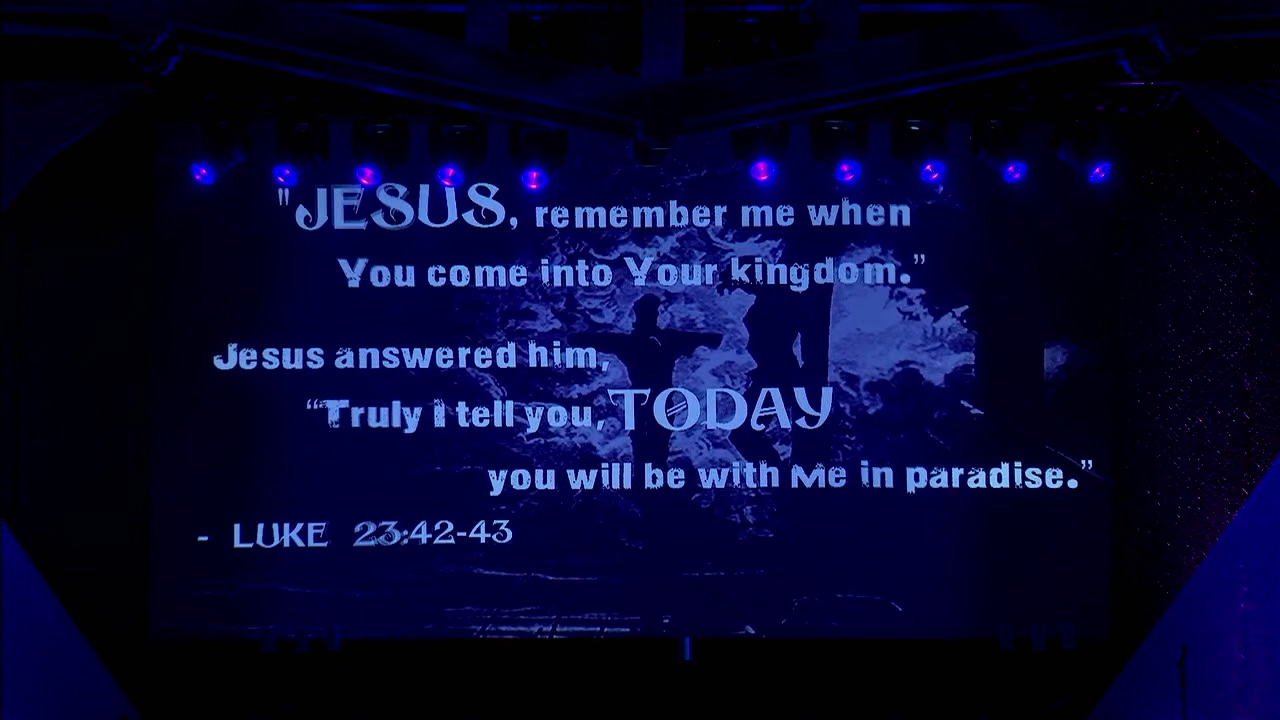 "JESUS, remember me when
You come into Your kingdom.”
Jesus answered him,
“Truly I tell you, TODAY
you will be with Me in paradise.”
- LUKE 23:42-43